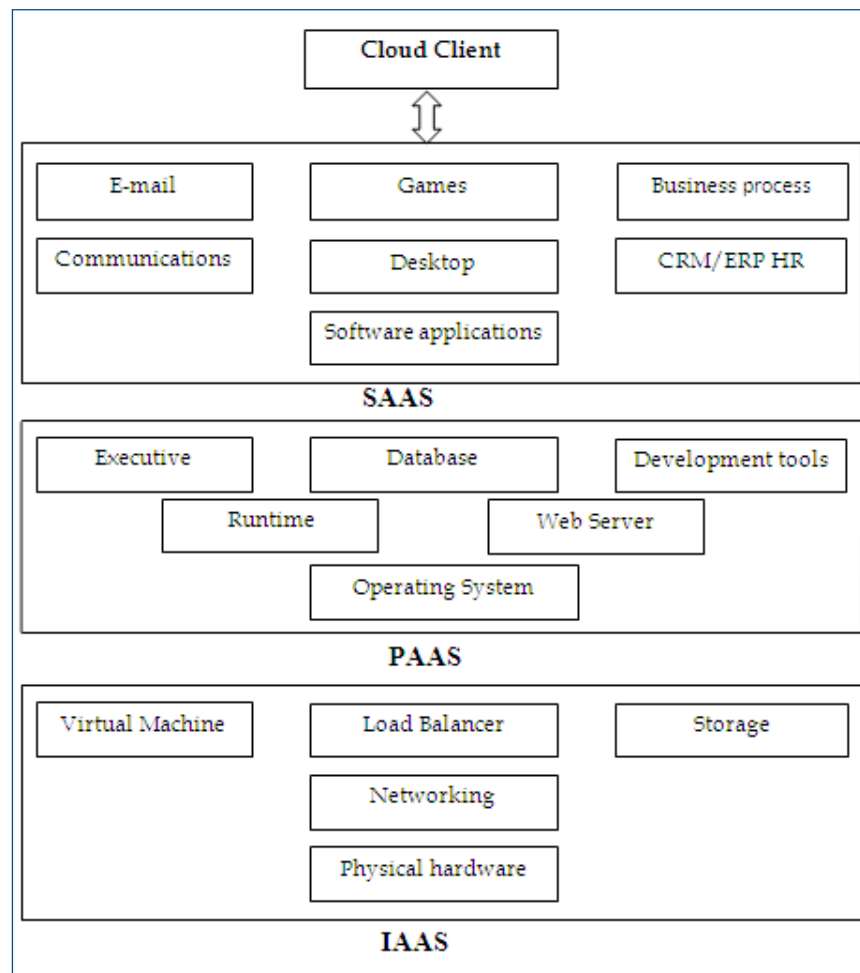 Cloud Client
E-mail
Games
Business process
Communications
Desktop
CRM/ERP HR
Software applications
SAAS
Executive
Database
Development tools
Runtime
Web Server
Operating System
PAAS
Virtual Machine
Load Balancer
Storage
Networking
Physical hardware
IAAS